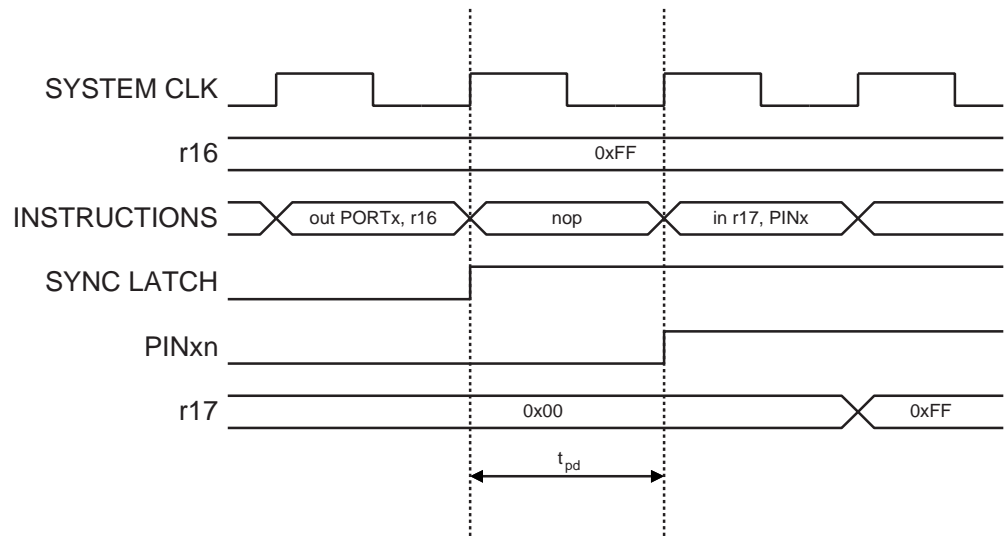 SYSTEM CLK
r16
0xFF
INSTRUCTIONS
out PORTx, r16
nop
in r17, PINx
SYNC LATCH
PINxn
r17
0x00
0xFF
tpd